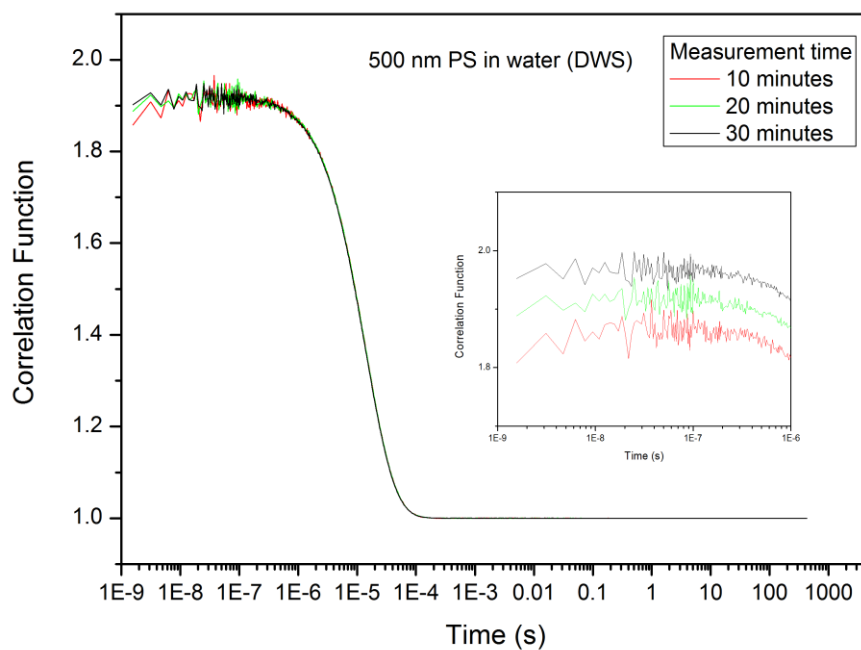 500 nm PS in water (DWS)
Measurement time
10 minutes
20 minutes
30 minutes
Correlation Function
2.0
1.8
1.6
1.4
1.2
1.0
1E-9 1E-8 1E-7 1E-6 1E-5 1E-4 1E-3 0.01 0.1 1 10 100 1000
Time (s)
Correlation Function
2.0
1.8
1E-9 1E-8 1E-7 1E-6
Time (s)